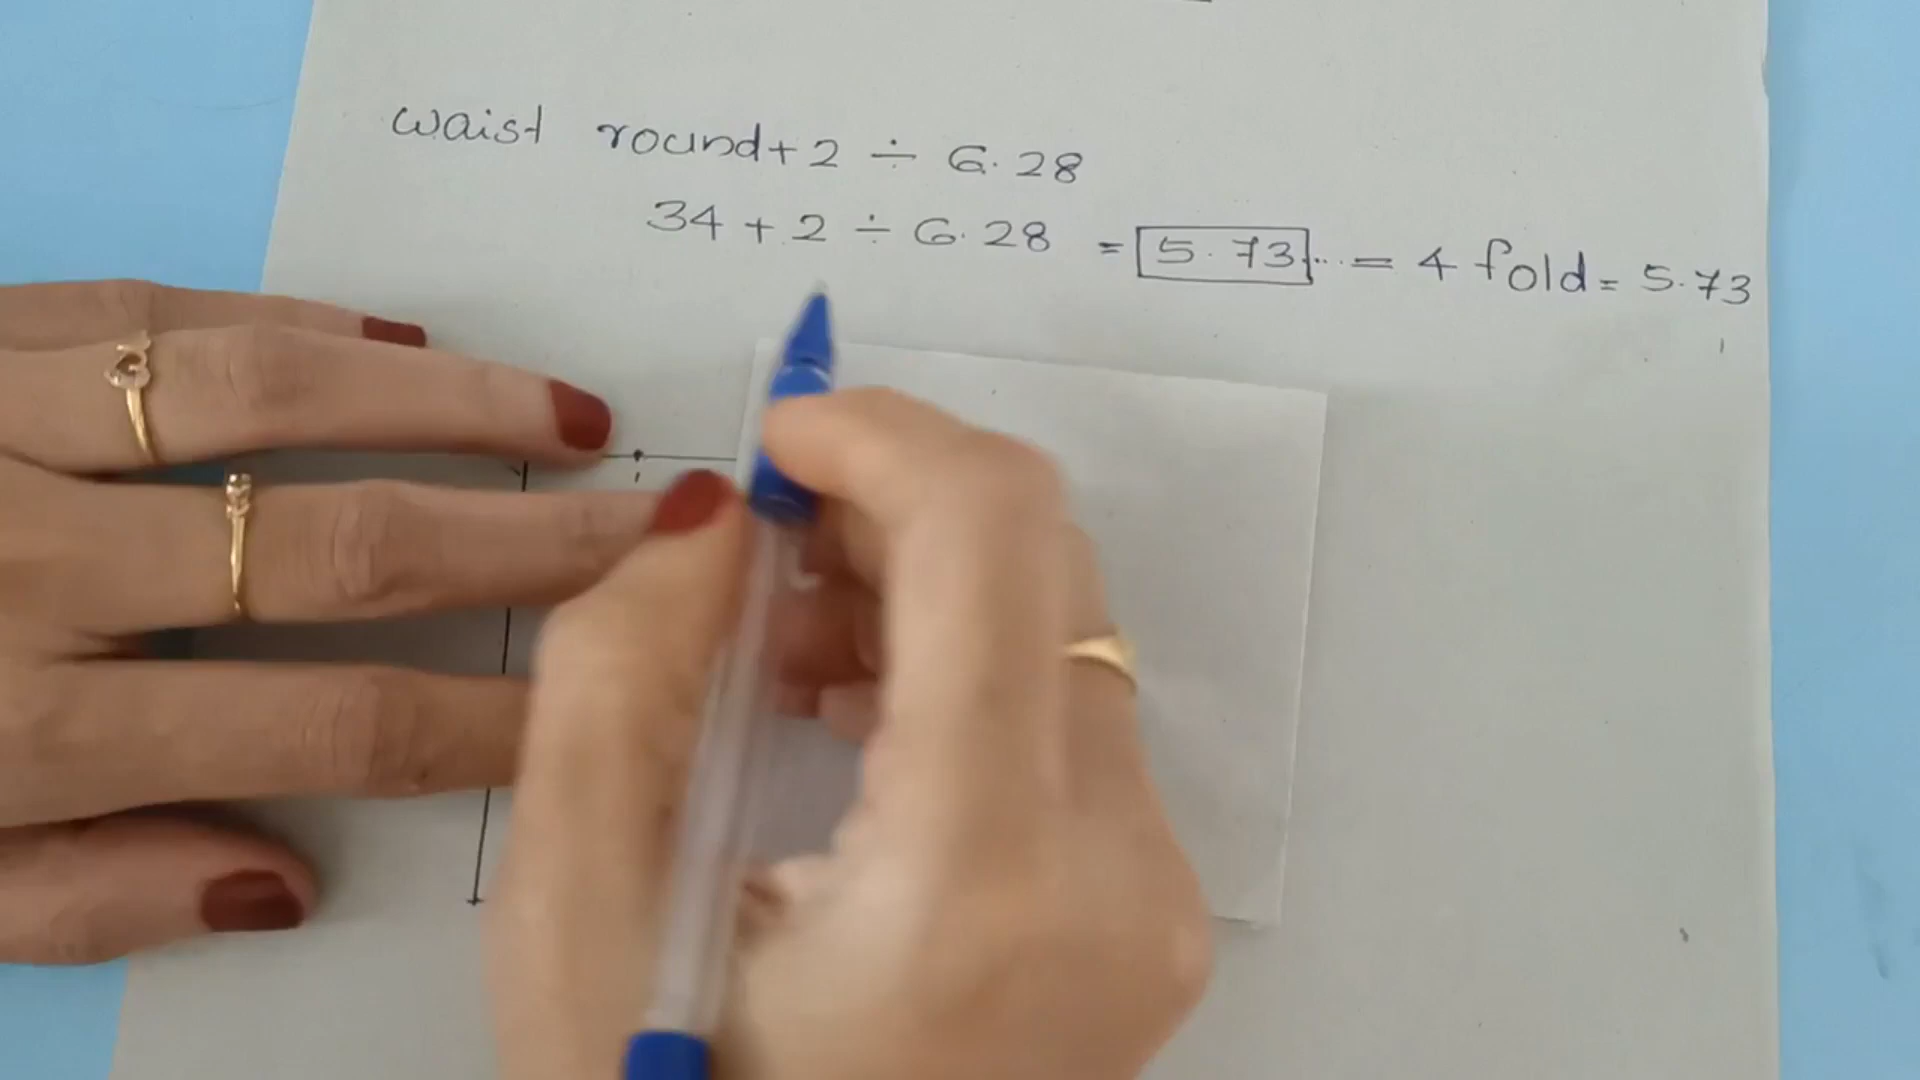 waist round + 2 ÷ 6.28
34 + 2 ÷ 6.28 = 5.73... = 4 fold = 5.73